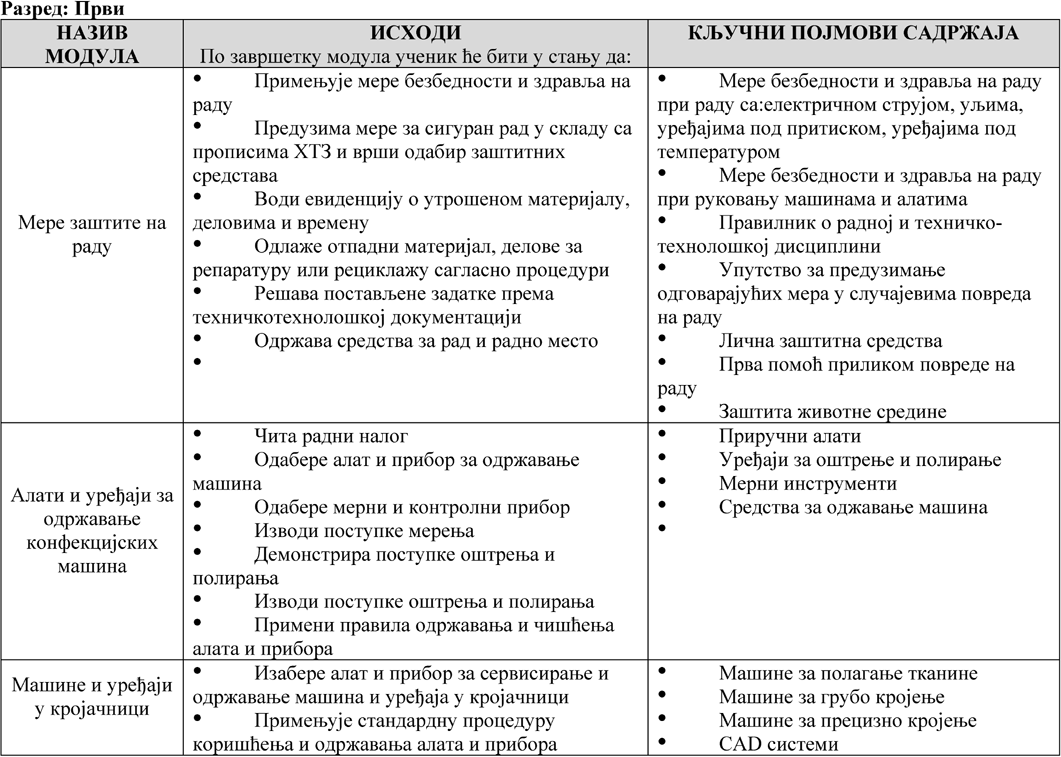 Разред: Први
НАЗИВ
МОДУЛА
ИСХОДИ
По завршетку модула ученик ће бити у стању да:
КЉУЧНИ ПОЈМОВИ САДРЖАЈА
Мере заштите на
раду
• Примењује мере безбедности и здравља на
раду
• Предузима мере за сигуран рад у складу са
прописима ХТЗ и врши одабир заштитних
средстава
• Води евиденцију о утрошеном материјалу,
деловима и времену
• Одлаже отпадни материјал, делове за
репаратуру или рециклажу сагласно процедури
• Решава постављене задатке према
техничкотехнолошкој документацији
• Одржава средства за рад и радно место
•
• Мере безбедности и здравља на раду
при раду са:електричном струјом, уљима,
уређајима под притиском, уређајима под
температуром
• Мере безбедности и здравља на раду
при руковању машинама и алатима
• Правилник о радној и техничко-
технолошкој дисциплини
• Упутство за предузимање
одговарајућих мера у случајевима повреда
на раду
• Лична заштитна средства
• Прва помоћ приликом повреде на
раду
• Заштита животне средине
Алати и уређаји за
одржавање
конфекцијских
машина
• Чита радни налог
• Одабере алат и прибор за одржавање
машина
• Одабере мерни и контролни прибор
• Изводи поступке мерења
• Демонстрира поступке оштрења и
полирања
• Изводи поступке оштрења и полирања
• Примени правила одржавања и чишћења
алата и прибора
• Приручни алати
• Уређаји за оштрење и полирање
• Мерни инструменти
• Средства за оджавање машина
•
Машине и уређаји
у кројачници
• Изабере алат и прибор за сервисирање и
одржавање машина и уређаја у кројачници
• Примењује стандардну процедуру
коришћења и одржавања алата и прибора
• Машине за полагање тканине
• Машине за грубо кројење
• Машине за прецизно кројење
• CAD системи